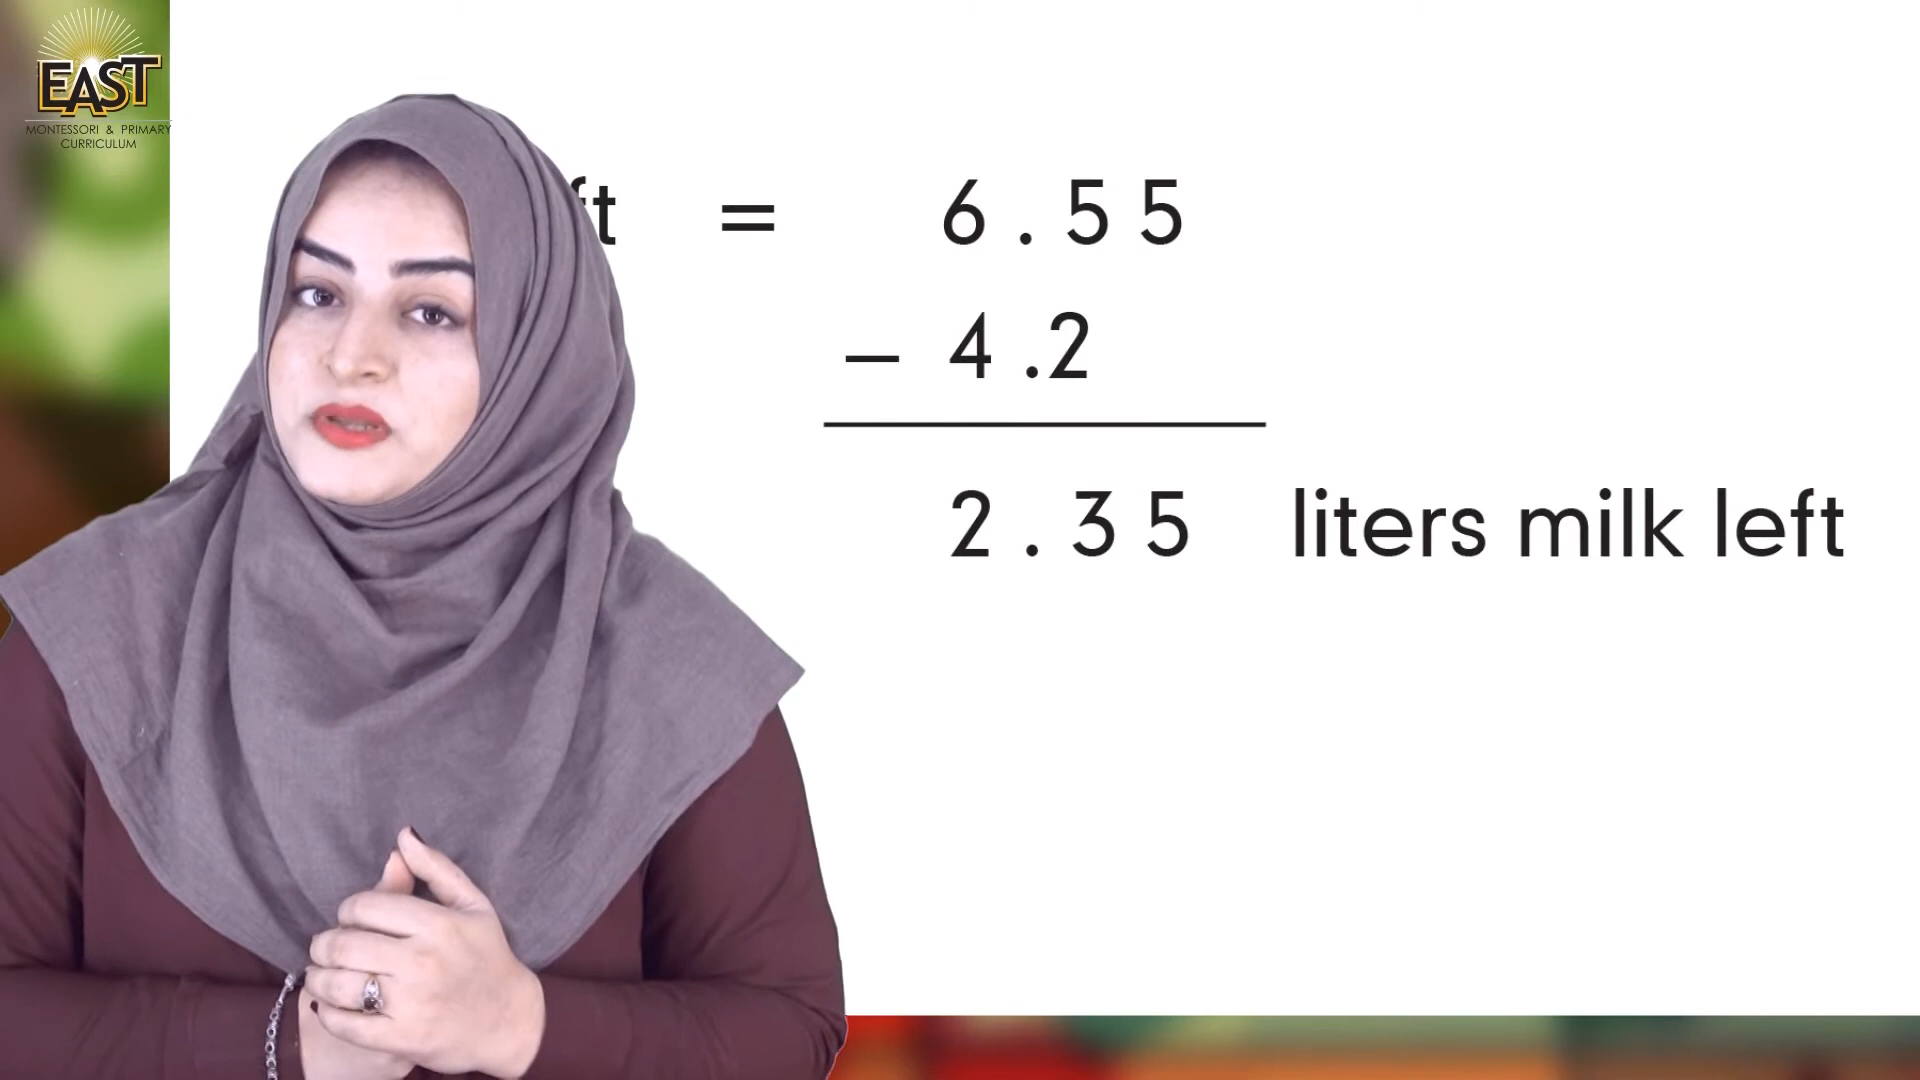 EAST
MONTESSORI & PRIMARY
CURRICULUM
= 6.55
– 4.2
2.35 liters milk left